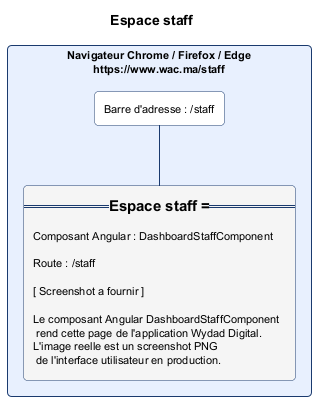 Espace staff
Navigateur Chrome / Firefox / Edge
https://www.wac.ma/staff
Barre d'adresse : /staff
Espace staff =
Composant Angular : DashboardStaffComponent
Route : /staff
[ Screenshot a fournir ]
Le composant Angular DashboardStaffComponent
rend cette page de l'application Wydad Digital.
L'image reelle est un screenshot PNG
de l'interface utilisateur en production.